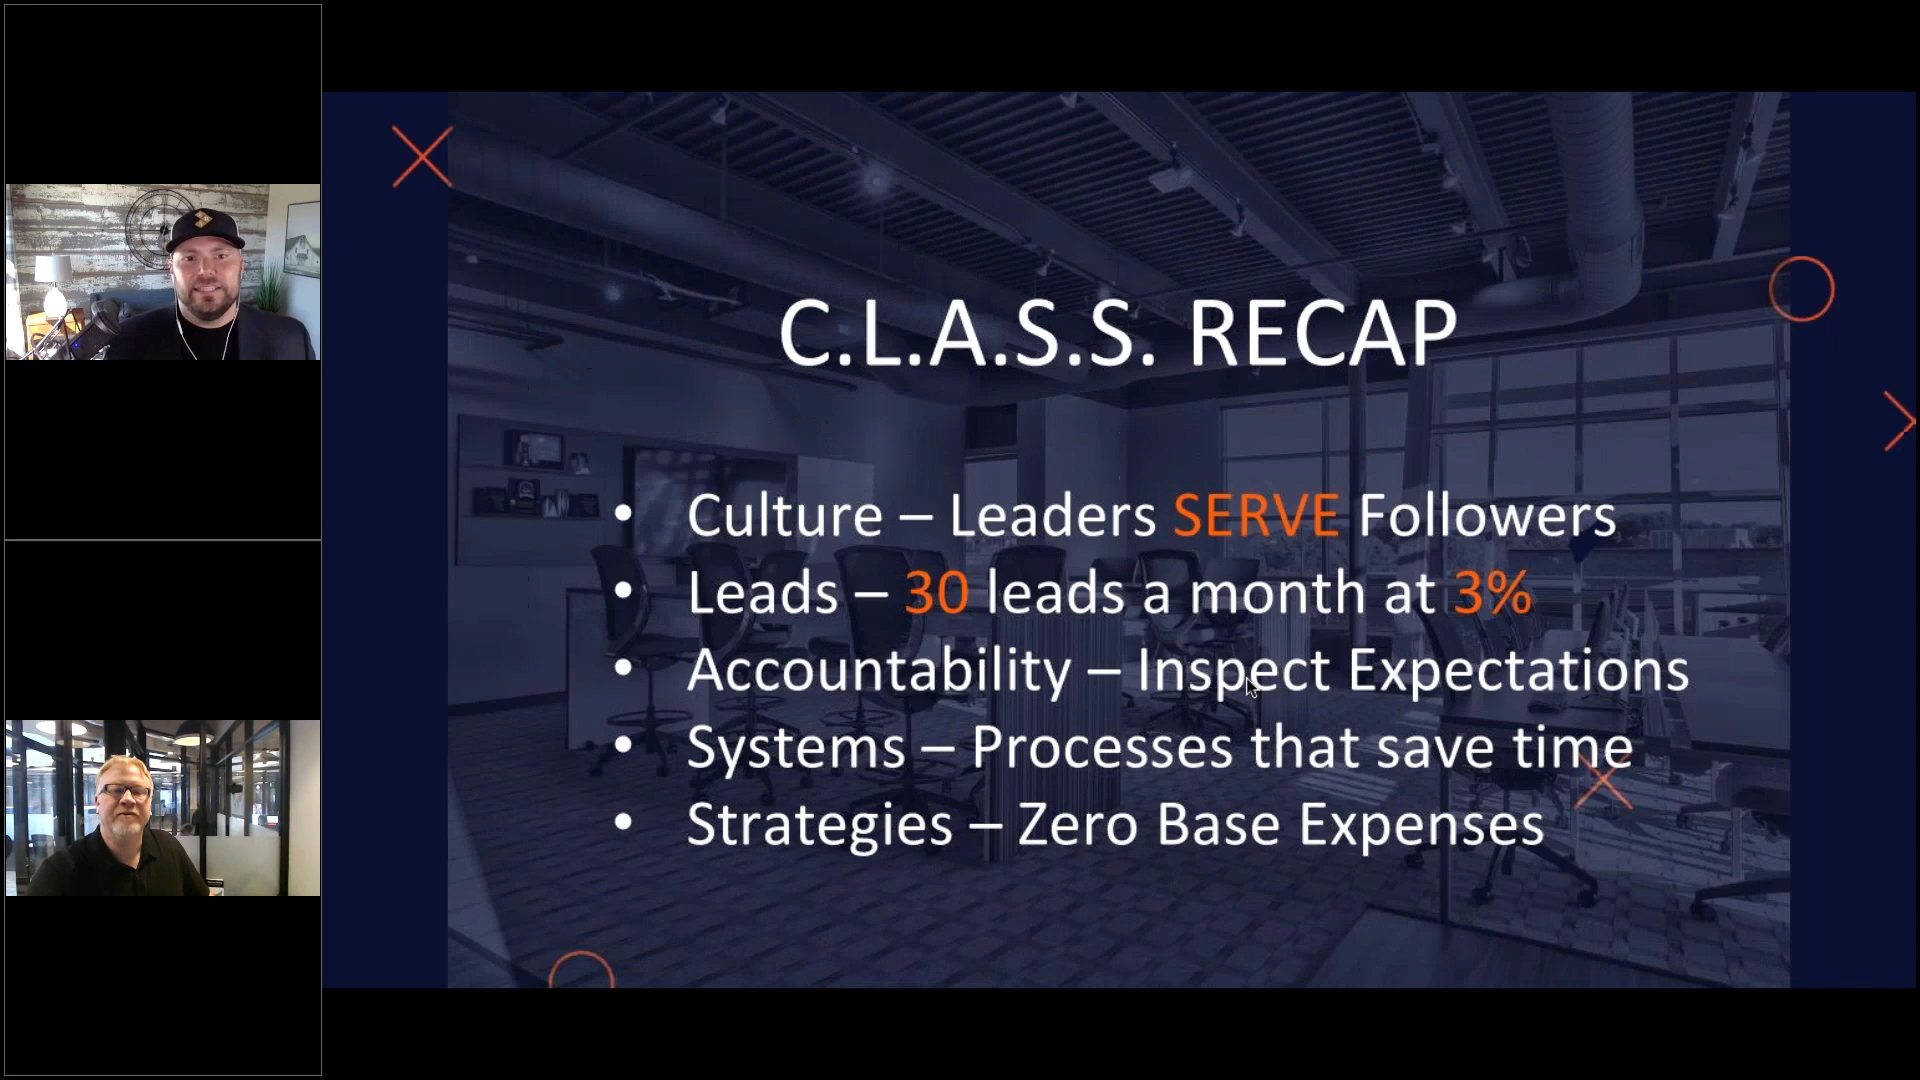 C.L.A.S.S. RECAP
• Culture – Leaders SERVE Followers
• Leads – 30 leads a month at 3%
• Accountability – Inspect Expectations
• Systems – Processes that save time
• Strategies – Zero Base Expenses